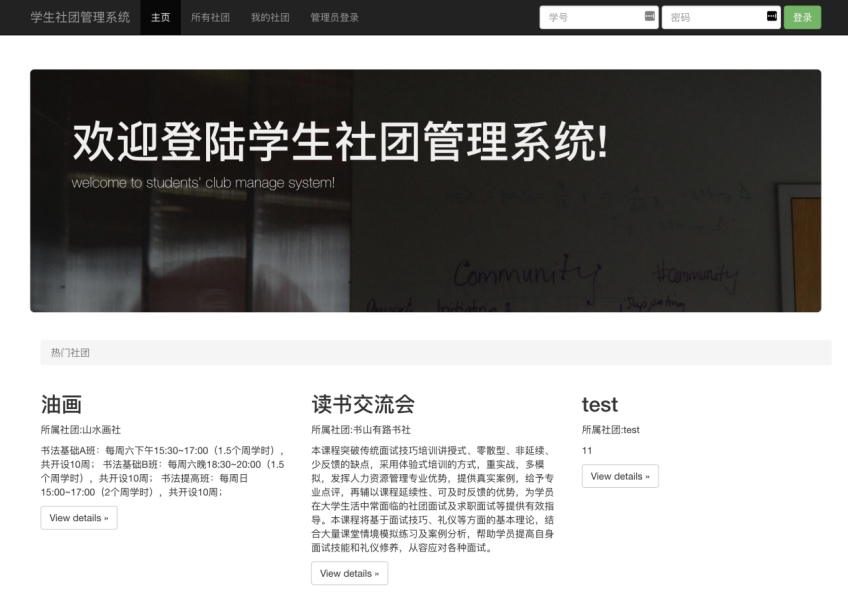 学生社团管理系统 主页 所有社团 我的社团 管理员登录 学号 密码 登录
欢迎登陆学生社团管理系统!
welcome to students' club manage system!
Community
#community
热门社团
油画
所属社团:山水画社
书法基础A班：每周六下午15:30~17:00（1.5个周学时），
共开设10周； 书法基础B班：每周六晚18:30~20:00（1.5
个周学时），共开设10周； 书法提高班：每周日
15:00~17:00（2个周学时），共开设10周；
View details »
读书交流会
所属社团:书山有路书社
本课程突破传统面试技巧培训讲授式、零散型、非延续、
少反馈的缺点，采用体验式培训的方式，重实战，多模
拟，发挥人力资源管理专业优势，提供真实案例，给予专
业点评，再辅以课程延续性、可及时反馈的优势，为学员
在大学生活中常面临的社团面试及求职面试等提供有效指
导。本课程将基于面试技巧、礼仪等方面的基本理论，结
合大量课堂情境模拟练习及案例分析，帮助学员提高自身
面试技能和礼仪修养，从容应对各种面试。
View details »
test
所属社团:test
11
View details »